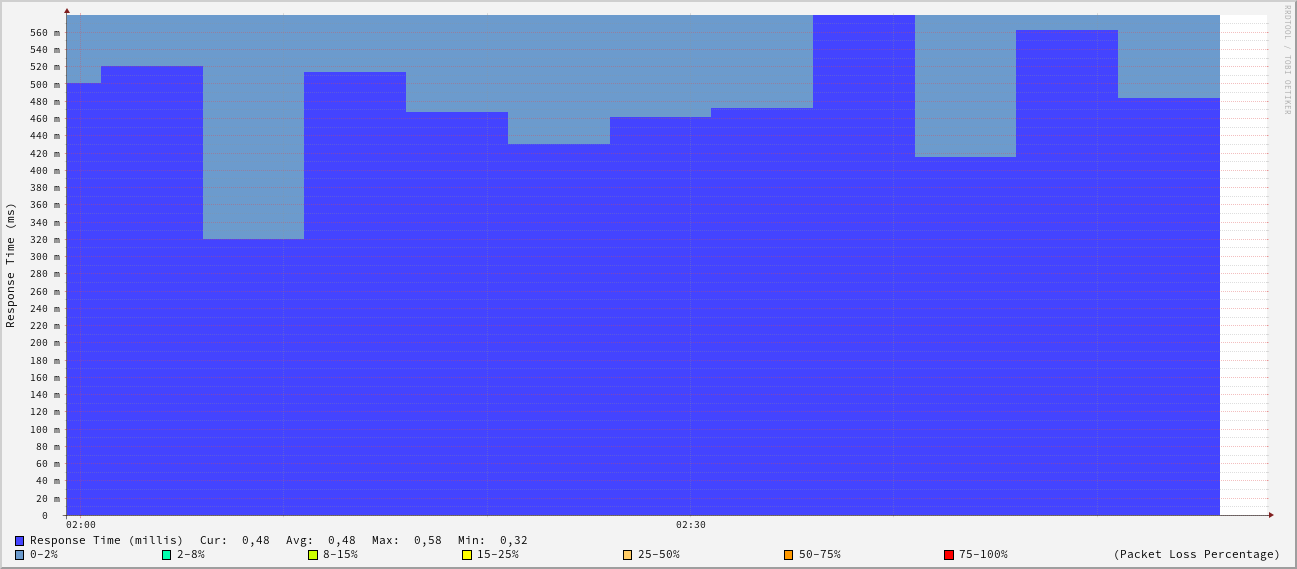 RRDTOOL / TOBI OETIKER
Response Time (ms)
560 m
540 m
520 m
500 m
480 m
460 m
440 m
420 m
400 m
380 m
360 m
340 m
320 m
300 m
280 m
260 m
240 m
220 m
200 m
180 m
160 m
140 m
120 m
100 m
80 m
60 m
40 m
20 m
0
02:00 02:30
Response Time (millis) Cur: 0,48 Avg: 0,48 Max: 0,58 Min: 0,32
0-2% 2-8% 8-15% 15-25% 25-50% 50-75% 75-100% (Packet Loss Percentage)